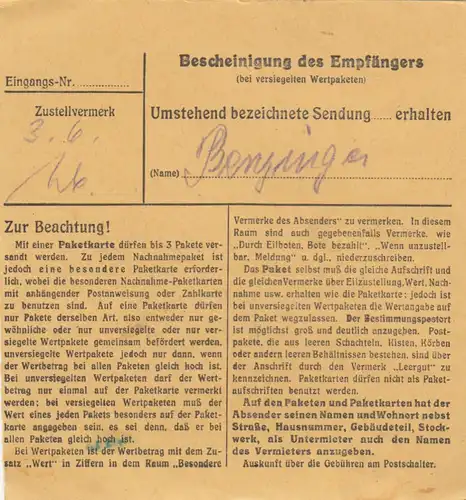 Bescheinigung des Empfängers
(bei versiegelten Wertpaketen)
Eingangs-Nr. ................
Zustellvermerk
3. 6.
Umstehend bezeichnete Sendung ...... erhalten
(Name) Benzinger
Zur Beachtung!
Mit einer Paketkarte dürfen bis 3 Pakete ver-
sandt werden. Zu jedem Nachnahmepaket ist
jedoch eine besondere Paketkarte erforder-
lich, wobei die besonderen Nachnahme-Paketkarten
mit anhängender Postanweisung oder Zahlkarte
zu benutzen sind. Auf eine Paketkarte dürfen
nur Pakete derselben Art, also entweder nur ge-
wöhnliche oder nur unversiegelte oder nur ver-
siegelte Wertpakete gemeinsam befördert werden,
unversiegelte Wertpakete jedoch nur dann, wenn
der Wertbetrag bei allen Paketen gleich hoch ist.
Bei unversiegelten Wertpaketen darf der Wert-
betrag nur einmal auf der Paketkarte vermerkt
werden; bei versiegelten Wertpaketen muß der
Wert eines jeden Pakets besonders auf der Paket-
karte angegeben sein, es sei denn, daß er bei
allen Paketen gleich hoch ist.
Bei Wertpaketen ist der Wertbetrag mit dem Zu-
satz „Wert" in Ziffern in dem Raum „Besondere
Vermerke des Absenders" zu vermerken. In diesem
Raum sind auch gegebenenfalls Vermerke, wie
„Durch Eilboten, Bote bezahlt". „Wenn unzustell-
bar, Meldung" u. dgl., niederzuschreiben.
Das Paket selbst muß die gleiche Aufschrift und
die gleichen Vermerke über Eilzustellung, Wert, Nach-
nahme usw. erhalten wie die Paketkarte; jedoch ist
bei unversiegelten Wertpaketen die Wertangabe auf
dem Paket wegzulassen. Der Bestimmungspostort
ist möglichst groß und deutlich anzugeben. Post-
pakete, die aus leeren Schachteln, Kisten, Körben
oder andern leeren Behältnissen bestehen, sind über
der Anschrift durch den Vermerk „Leergut" zu
kennzeichnen. Paketkarten dürfen nicht als Paket-
aufschriften benutzt werden.
Auf den Paketen und Paketkarten hat der
Absender seinen Namen und Wohnort nebst
Straße, Hausnummer, Gebäudeteil, Stock-
werk, als Untermieter auch den Namen
des Vermieters anzugeben.
Auskunft über die Gebühren am Postschalter.